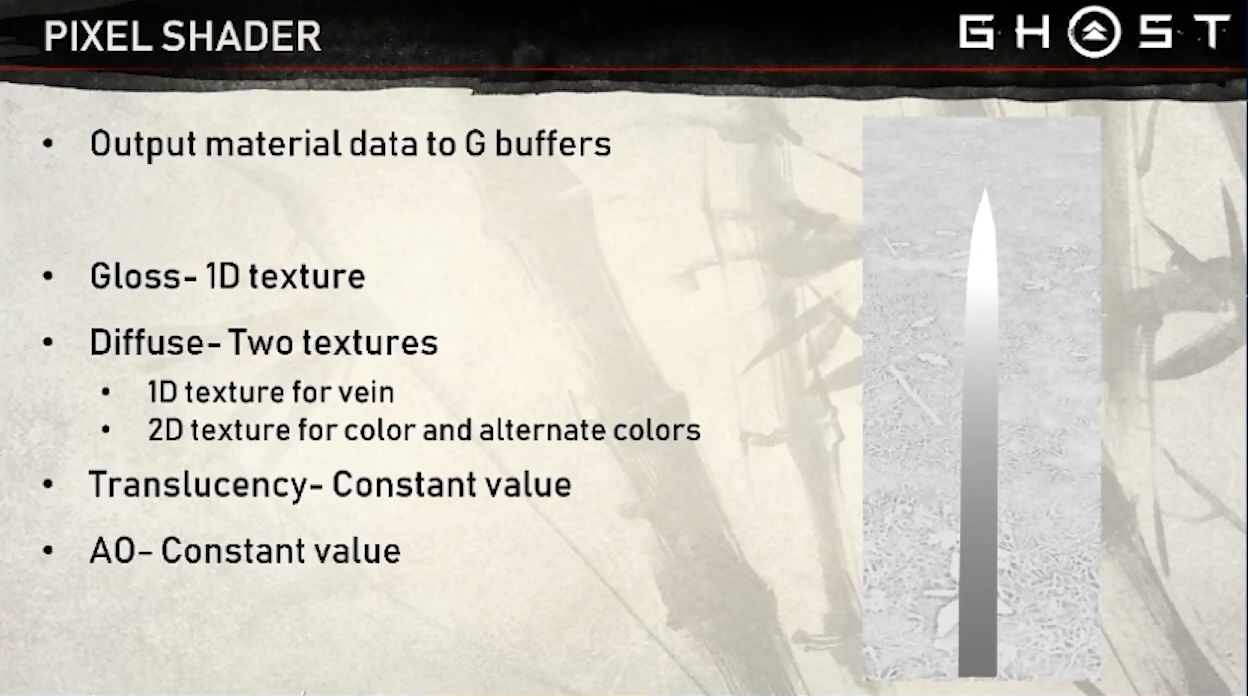 PIXEL SHADER
GHOST
• Output material data to G buffers
• Gloss- 1D texture
• Diffuse- Two textures
• 1D texture for vein
• 2D texture for color and alternate colors
• Translucency- Constant value
• AO- Constant value